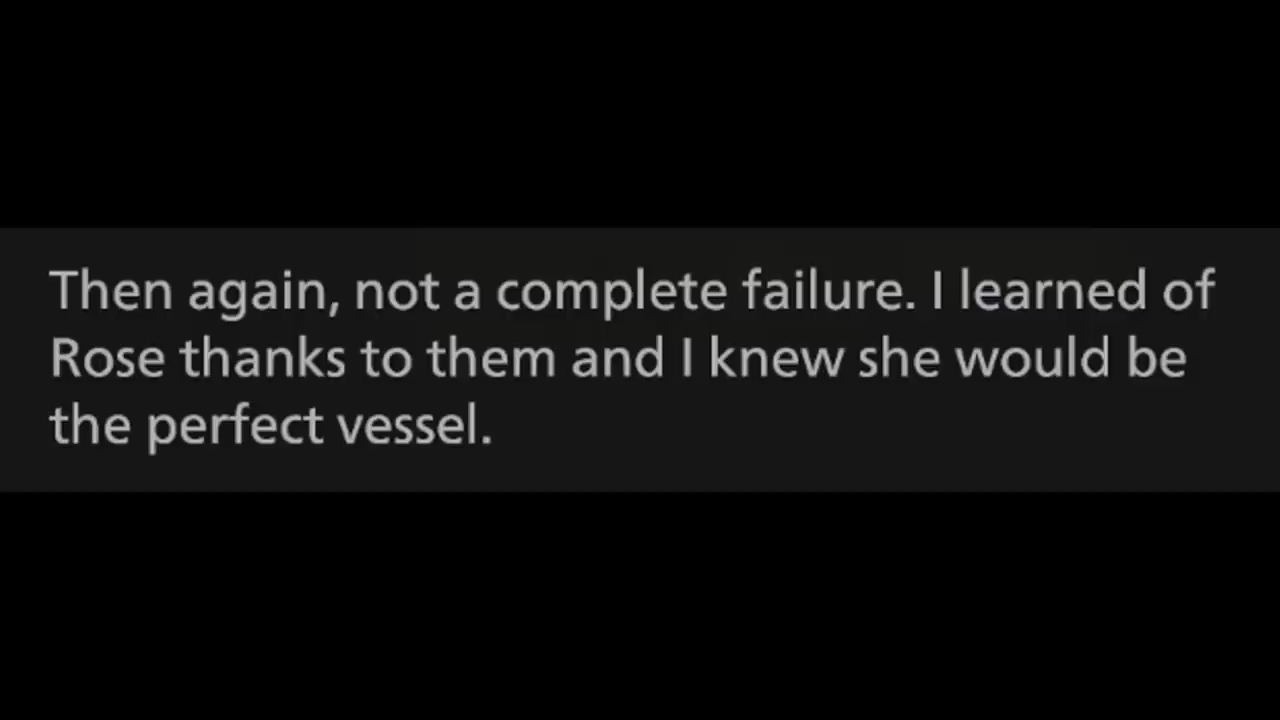 Then again, not a complete failure. I learned of
Rose thanks to them and I knew she would be
the perfect vessel.